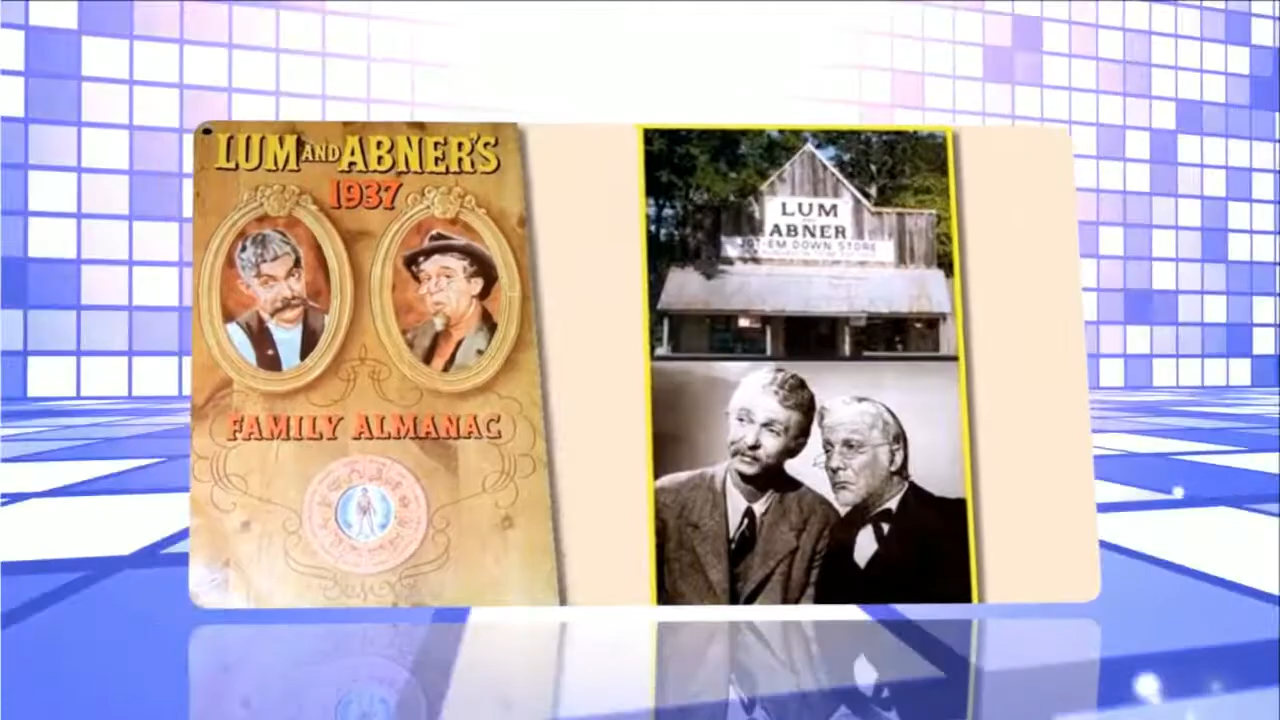 LUM AND ABNER'S
1937
FAMILY ALMANAC
LUM
AND
ABNER
JOT-EM DOWN STORE